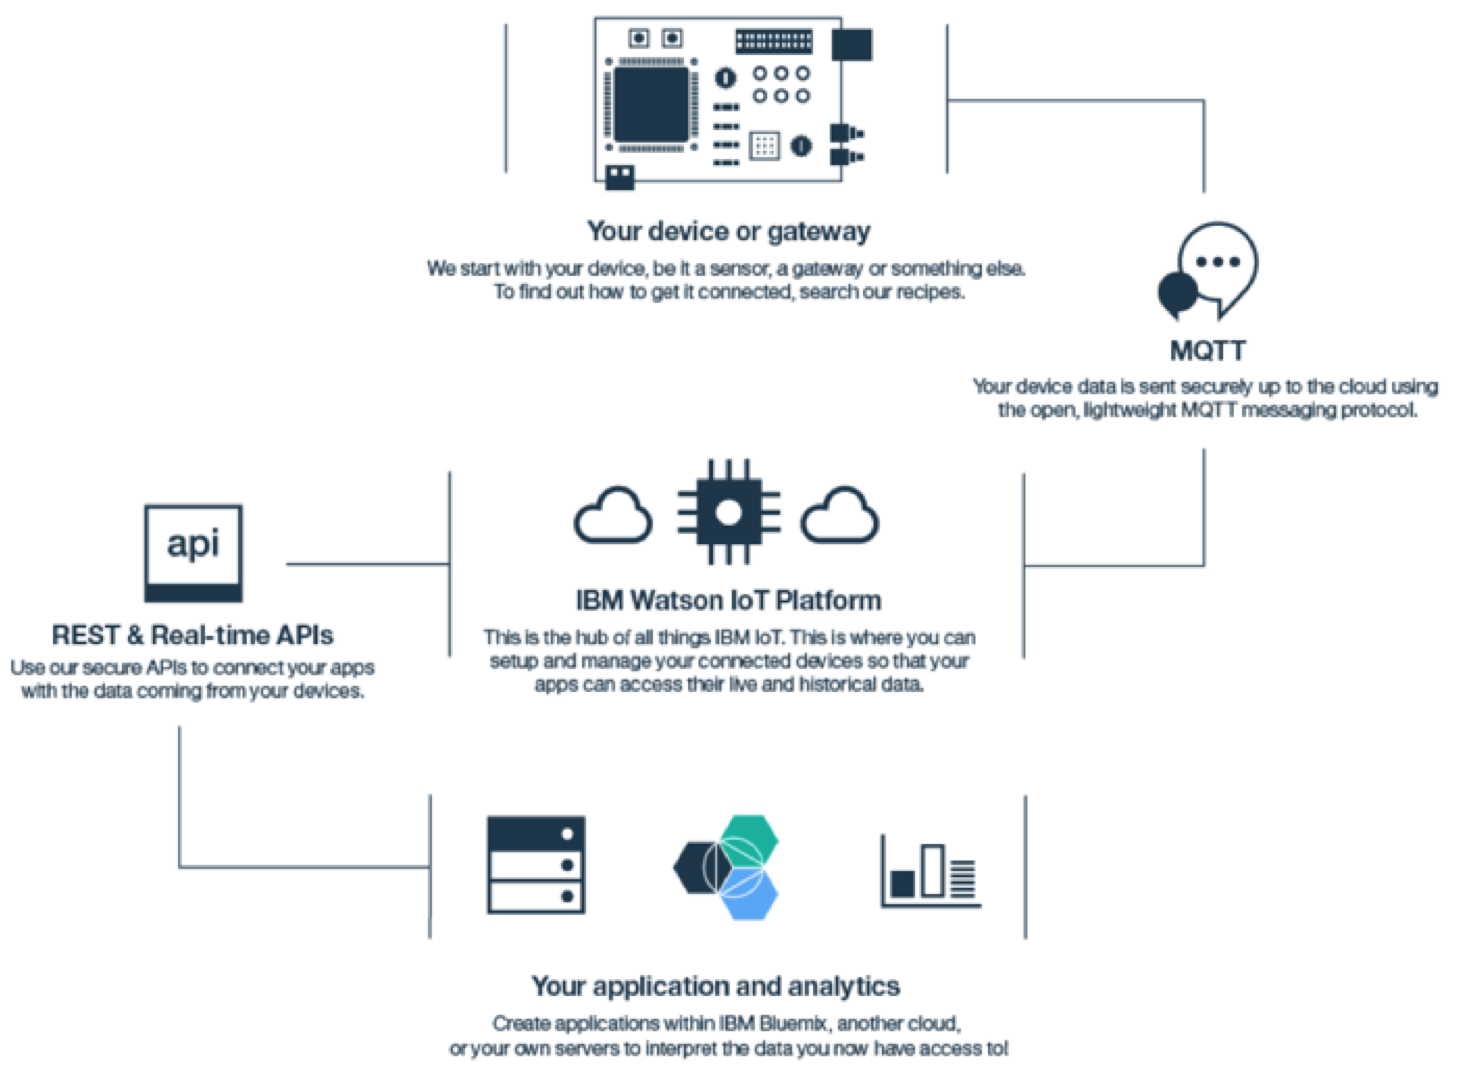 Your device or gateway
We start with your device, be it a sensor, a gateway or something else.
To find out how to get it connected, search our recipes.
MQTT
Your device data is sent securely up to the cloud using
the open, lightweight MQTT messaging protocol.
api
REST & Real-time APIs
Use our secure APIs to connect your apps
with the data coming from your devices.
IBM Watson IoT Platform
This is the hub of all things IBM IoT. This is where you can
setup and manage your connected devices so that your
apps can access their live and historical data.
Your application and analytics
Create applications within IBM Bluemix, another cloud,
or your own servers to interpret the data you now have access to!